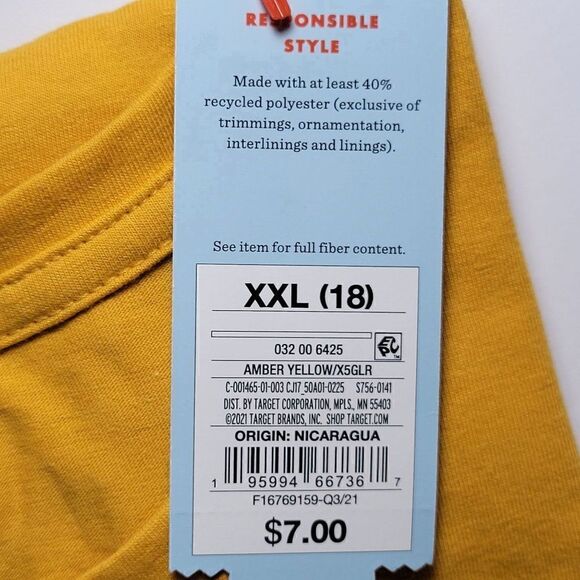 RESPONSIBLE
STYLE
Made with at least 40%
recycled polyester (exclusive of
trimmings, ornamentation,
interlinings and linings).
See item for full fiber content.
XXL (18)
032 00 6425
EPC™
AMBER YELLOW/X5GLR
C-001465-01-003 CJ17_50A01-0225 S756-0141
DIST. BY TARGET CORPORATION, MPLS., MN 55403
©2021 TARGET BRANDS, INC. SHOP TARGET.COM
ORIGIN: NICARAGUA
1 95994 66736 7
F16769159-Q3/21
$7.00